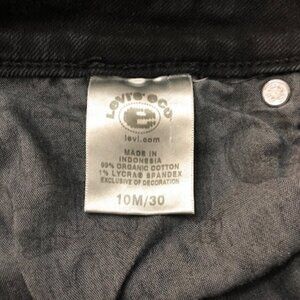 Levi's eco
e
levi.com
MADE IN
INDONESIA
99% ORGANIC COTTON
1% LYCRA® SPANDEX
EXCLUSIVE OF DECORATION
10M/30